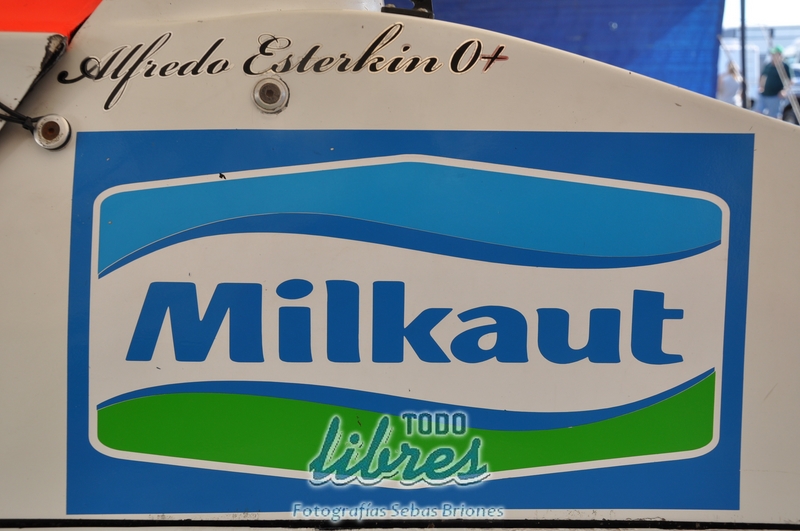 Alfredo Esterkin 0+
Milkaut
TODO
libres
Fotografías Sebas Briones